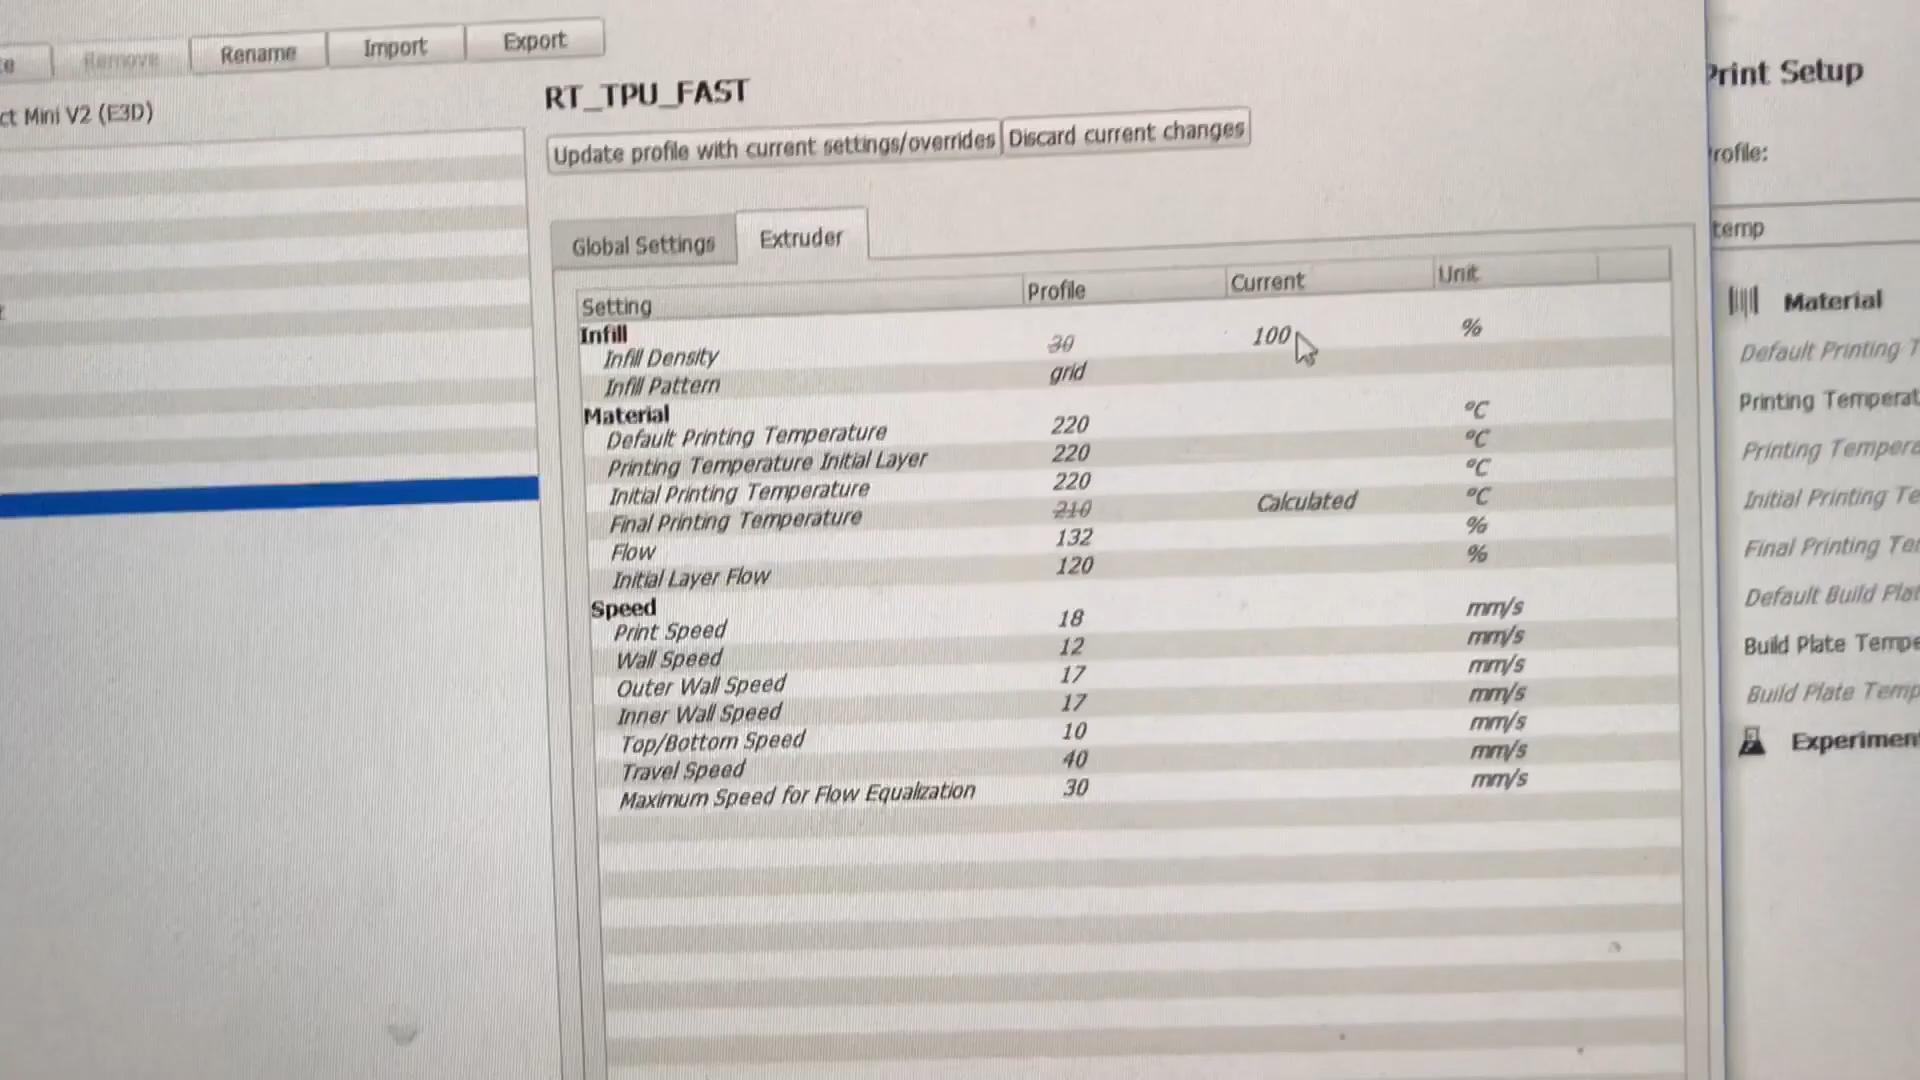 Remove Rename Import Export
ct Mini V2 (E3D)
RT_TPU_FAST
Update profile with current settings/overrides Discard current changes
Global Settings Extruder
Setting Profile Current Unit
Infill
Infill Density 30 100 %
Infill Pattern grid
Material
Default Printing Temperature 220 °C
Printing Temperature Initial Layer 220 °C
Initial Printing Temperature 220 °C
Final Printing Temperature 210 Calculated °C
Flow 132 %
Initial Layer Flow 120 %
Speed
Print Speed 18 mm/s
Wall Speed 12 mm/s
Outer Wall Speed 17 mm/s
Inner Wall Speed 17 mm/s
Top/Bottom Speed 10 mm/s
Travel Speed 40 mm/s
Maximum Speed for Flow Equalization 30 mm/s
Print Setup
rofile:
temp
Material
Default Printing T
Printing Temperat
Printing Tempera
Initial Printing Te
Final Printing Te
Default Build Plat
Build Plate Tempe
Build Plate Temp
Experimen